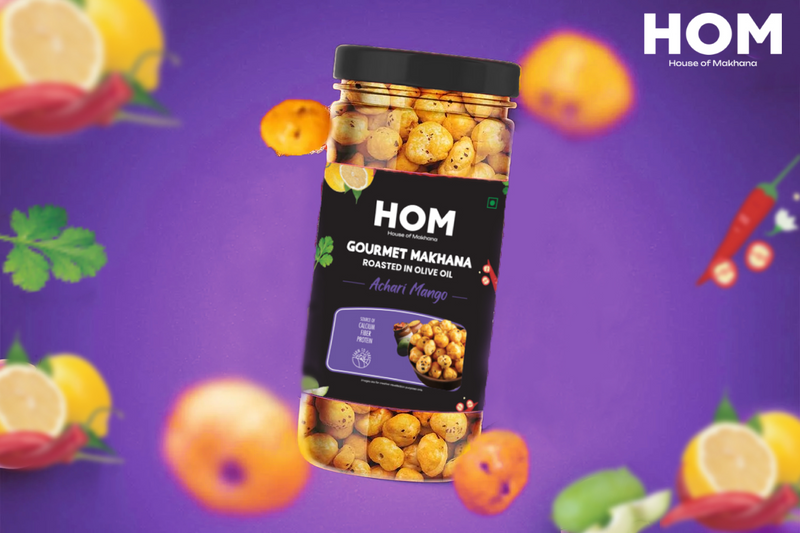 HOM
House of Makhana
HOM
House of Makhana
GOURMET MAKHANA
ROASTED IN OLIVE OIL
Achari Mango
SOURCE OF
CALCIUM
FIBER
PROTEIN